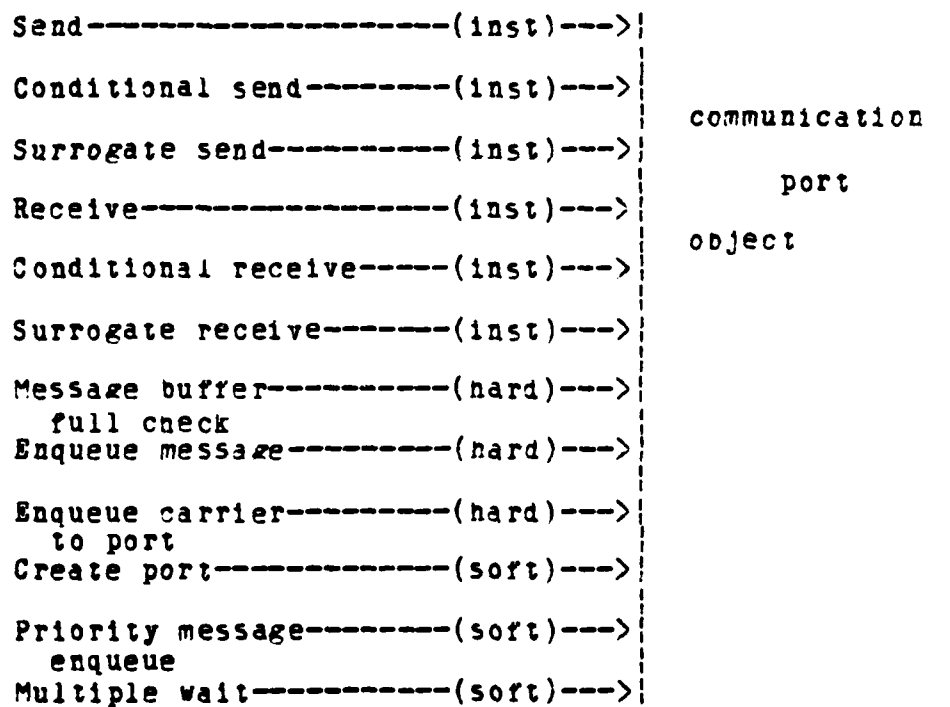 Send--------------------(inst)--->|
Conditional send--------(inst)--->|
communication
Surrogate send----------(inst)--->|
port
Receive-----------------(inst)--->|
object
Conditional receive-----(inst)--->|
Surrogate receive-------(inst)--->|
Message buffer----------(hard)--->|
full check
Enqueue message---------(hard)--->|
Enqueue carrier---------(hard)--->|
to port
Create port-------------(soft)--->|
Priority message--------(soft)--->|
enqueue
Multiple wait-----------(soft)--->|